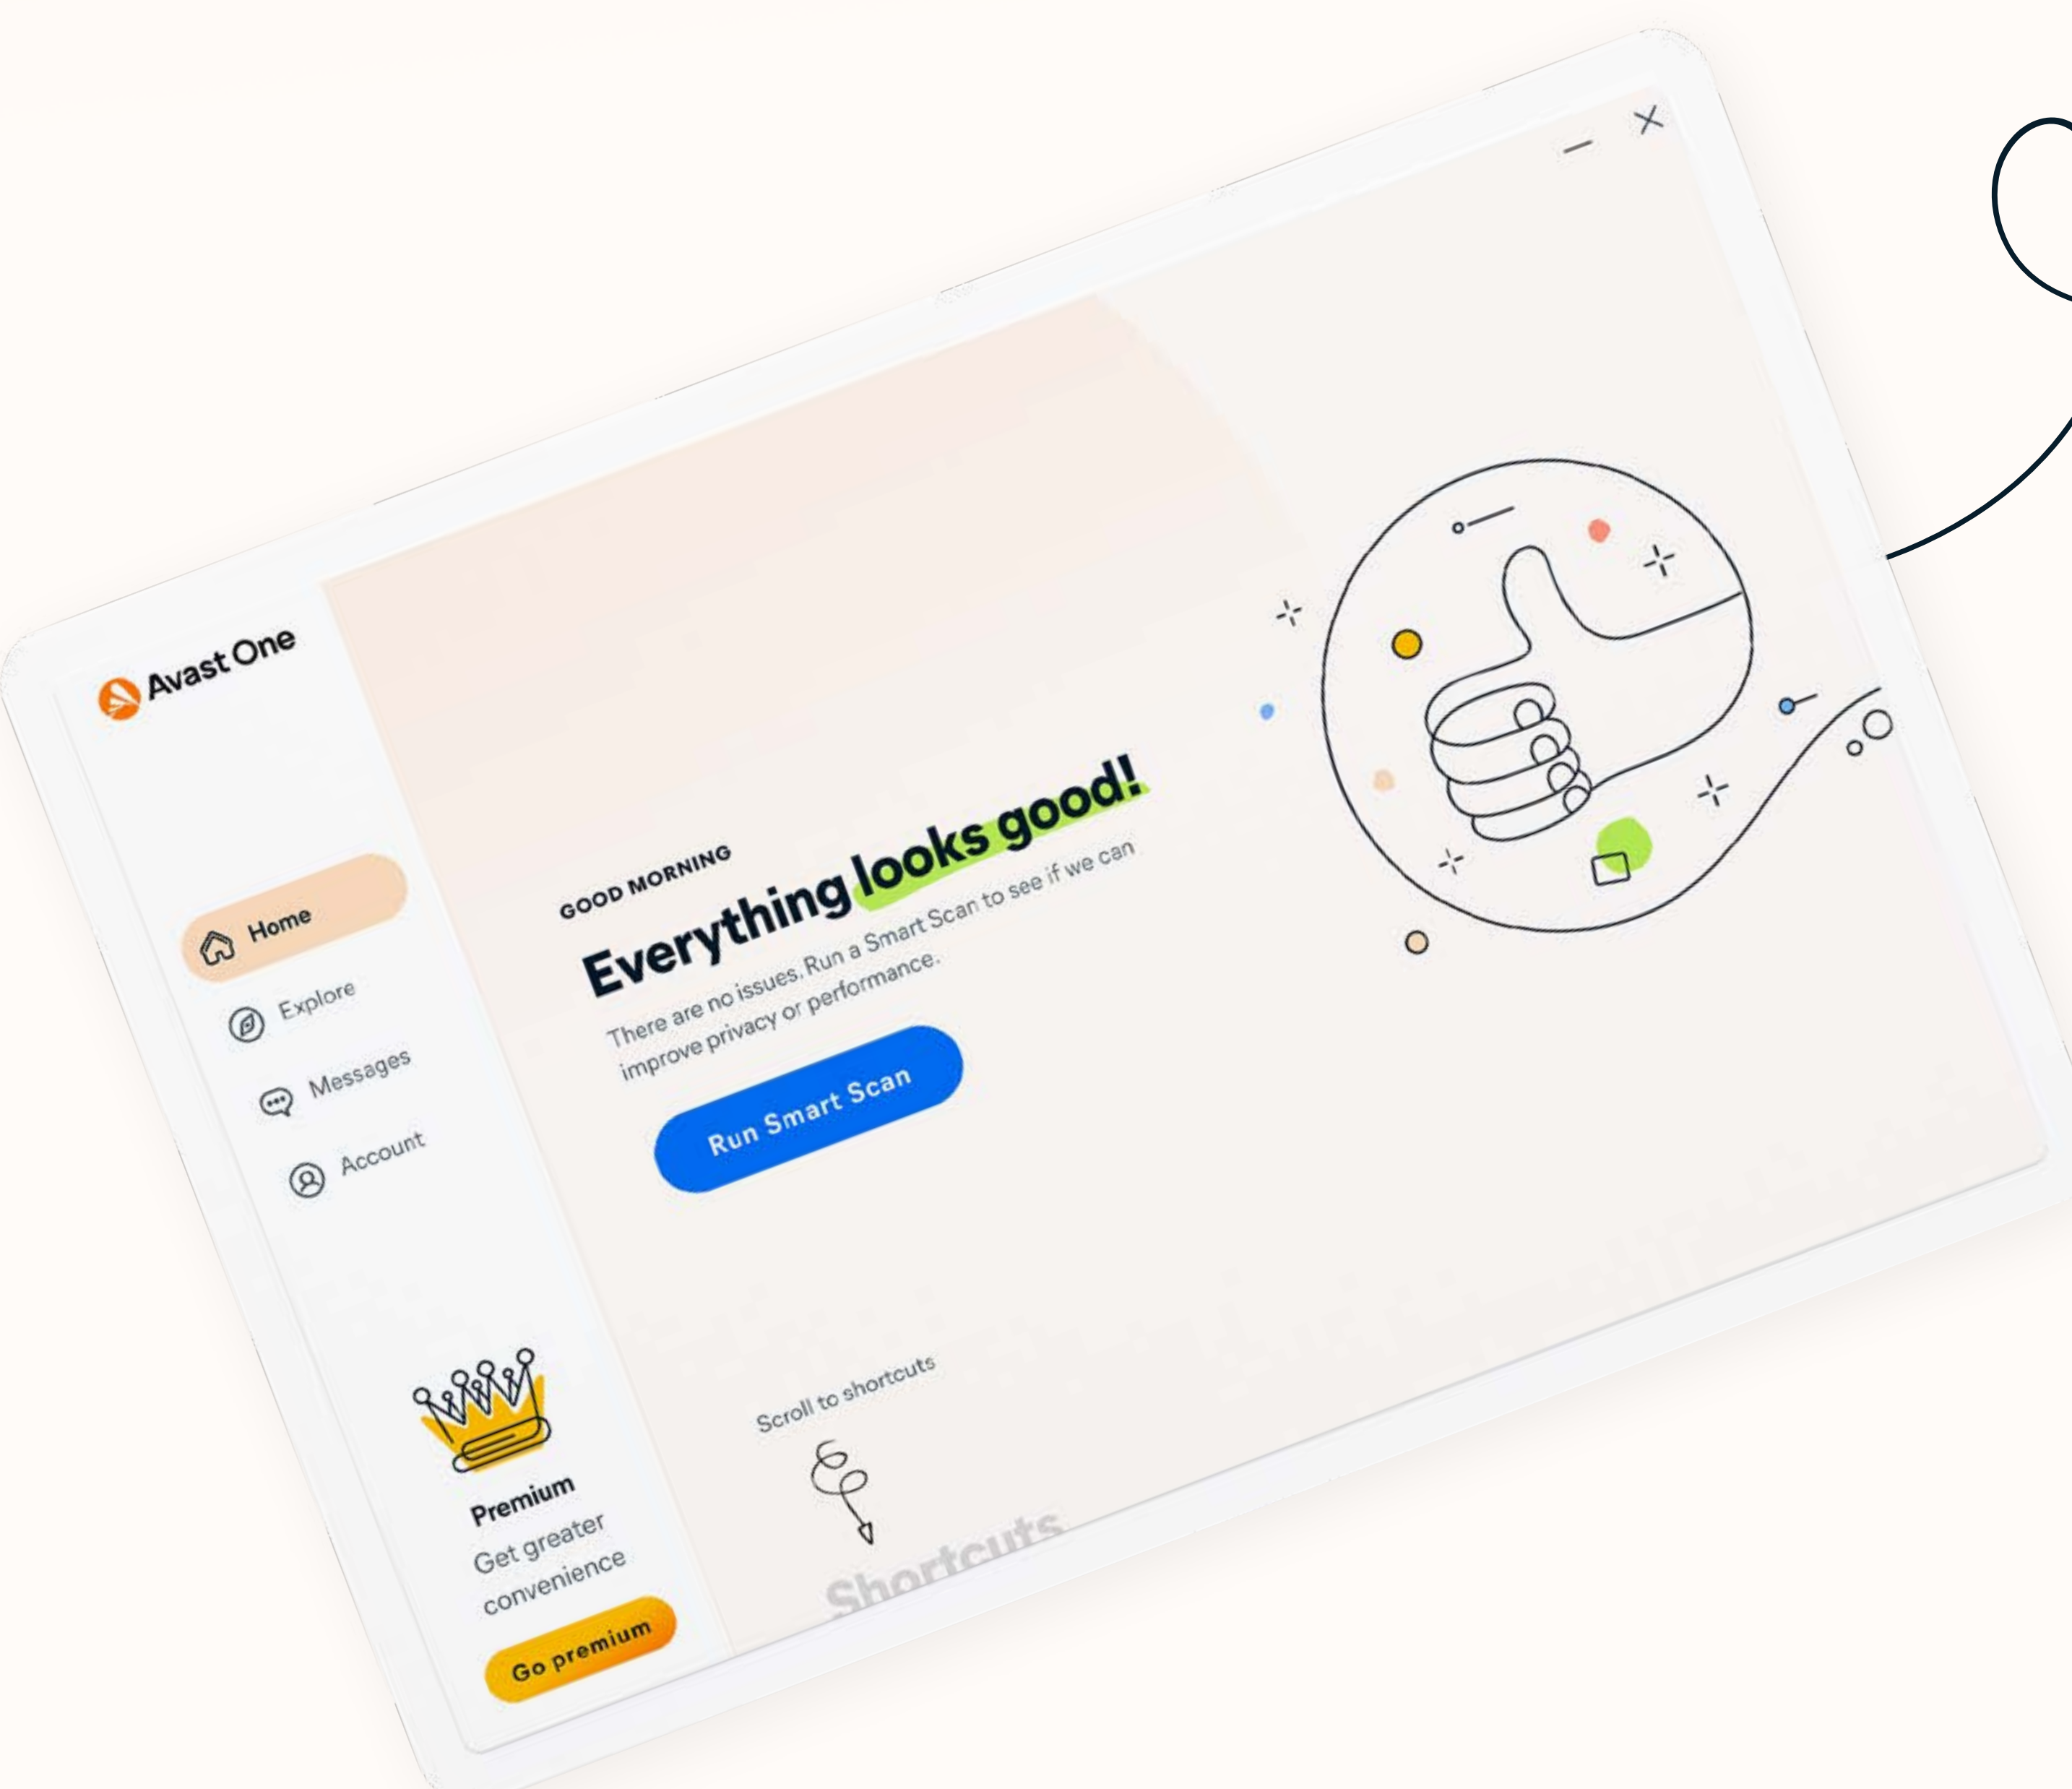 Avast One
Home
Explore
Messages
Account
Premium
Get greater
convenience
Go premium
GOOD MORNING
Everything looks good!
There are no issues. Run a Smart Scan to see if we can
improve privacy or performance.
Run Smart Scan
Scroll to shortcuts
Shortcuts